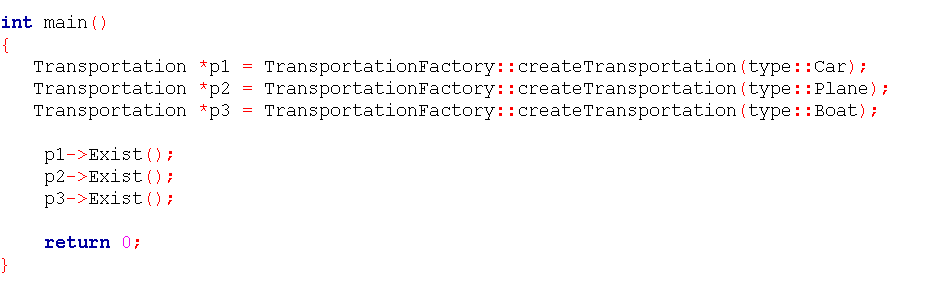 int main()
{
   Transportation *p1 = TransportationFactory::createTransportation(type::Car);
   Transportation *p2 = TransportationFactory::createTransportation(type::Plane);
   Transportation *p3 = TransportationFactory::createTransportation(type::Boat);

    p1->Exist();
    p2->Exist();
    p3->Exist();

    return 0;
}